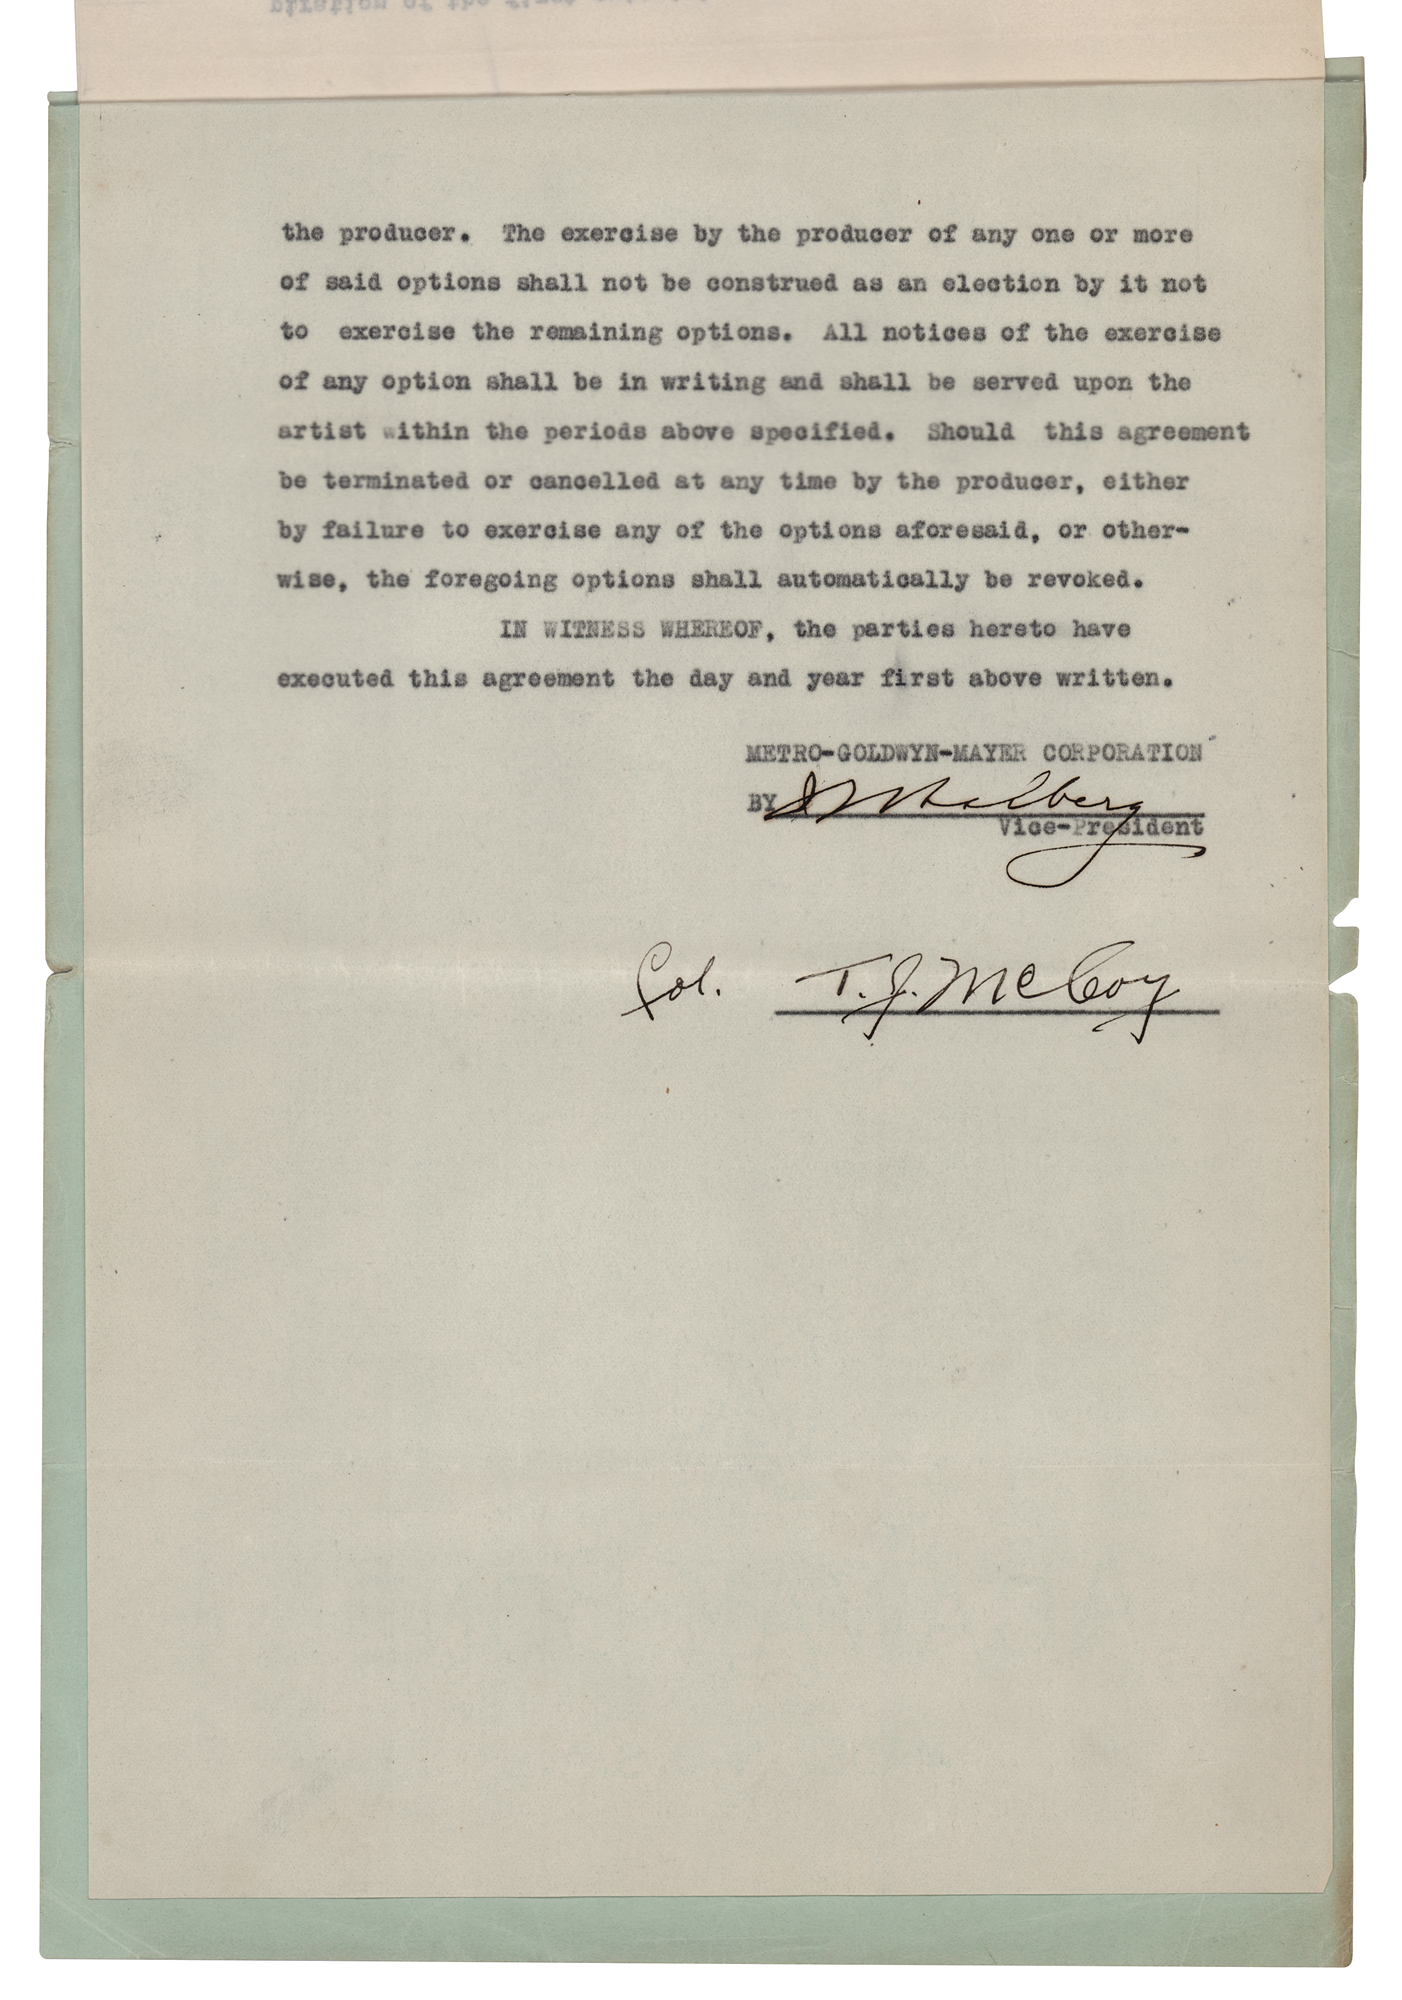 the producer. The exercise by the producer of any one or more
of said options shall not be construed as an election by it not
to exercise the remaining options. All notices of the exercise
of any option shall be in writing and shall be served upon the
artist within the periods above specified. Should this agreement
be terminated or cancelled at any time by the producer, either
by failure to exercise any of the options aforesaid, or other-
wise, the foregoing options shall automatically be revoked.
IN WITNESS WHEREOF, the parties hereto have
executed this agreement the day and year first above written.
METRO-GOLDWYN-MAYER CORPORATION
BY Thalberg
Vice-President
Col. T. J. McCoy